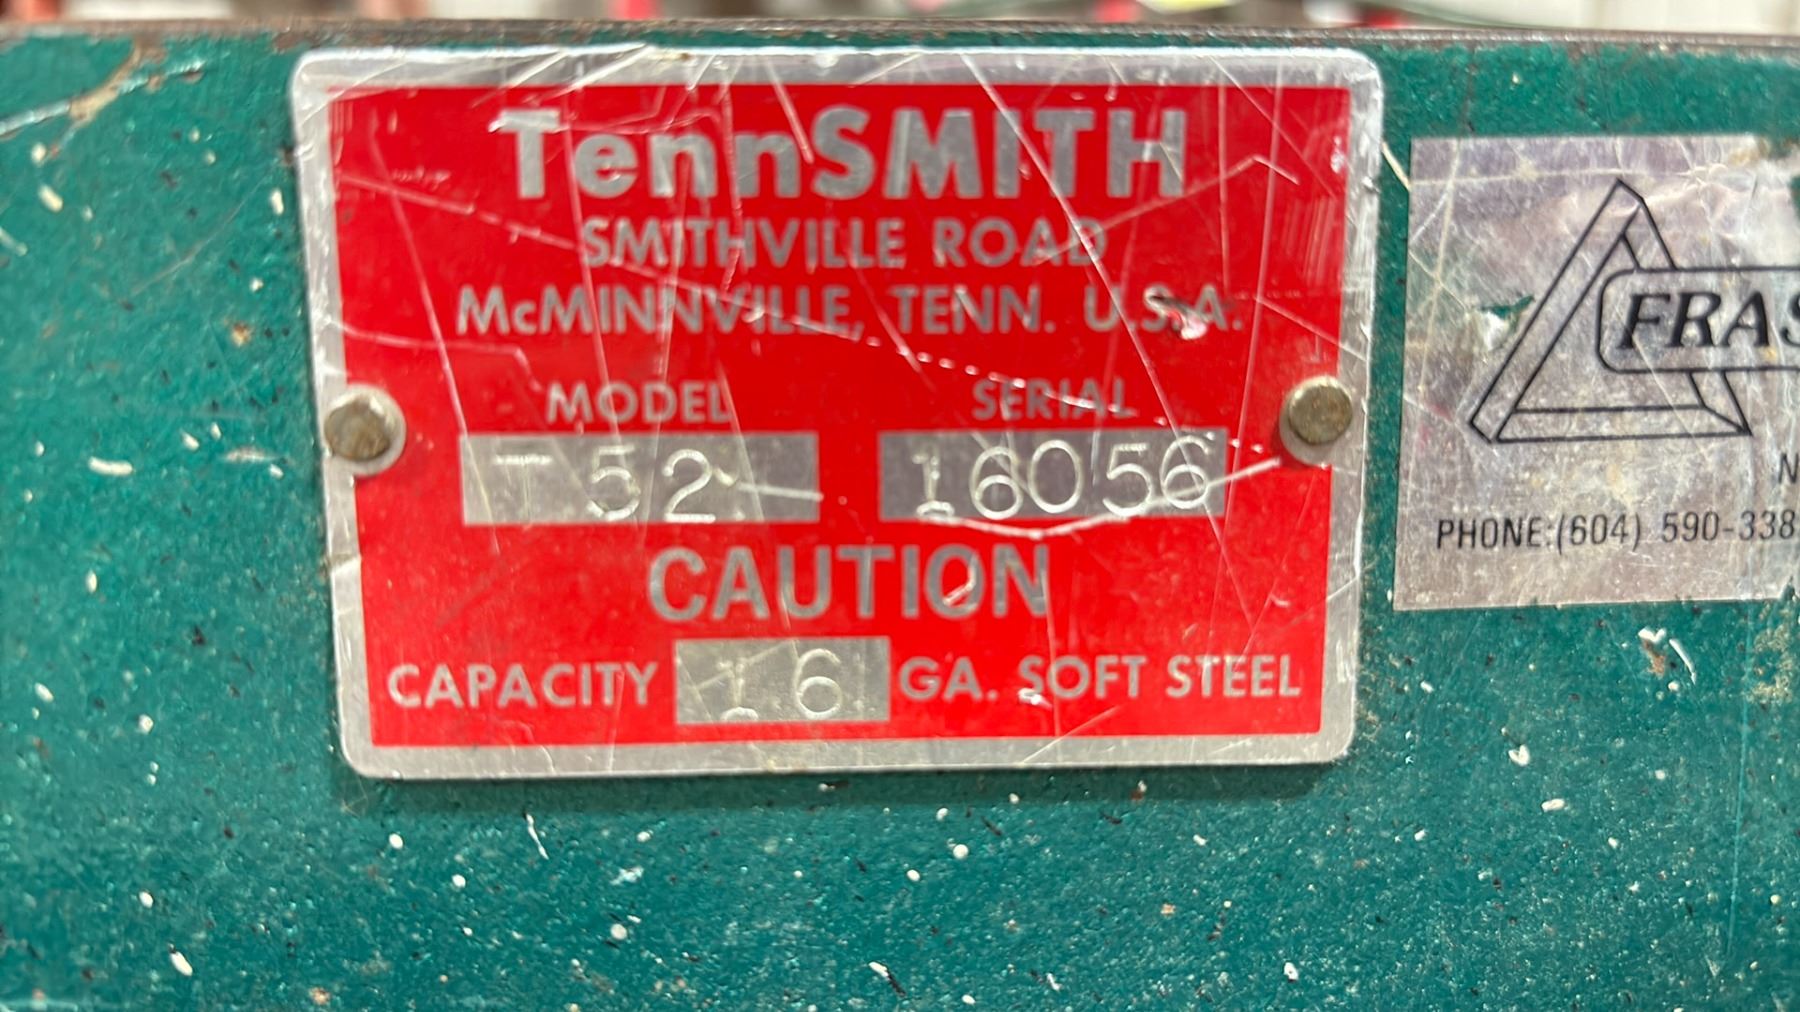 TennSMITH
SMITHVILLE ROAD
McMINNVILLE, TENN. U.S.A.
MODEL SERIAL
T52 16056
CAUTION
CAPACITY 16 GA. SOFT STEEL
FRAS
N
PHONE:(604) 590-338